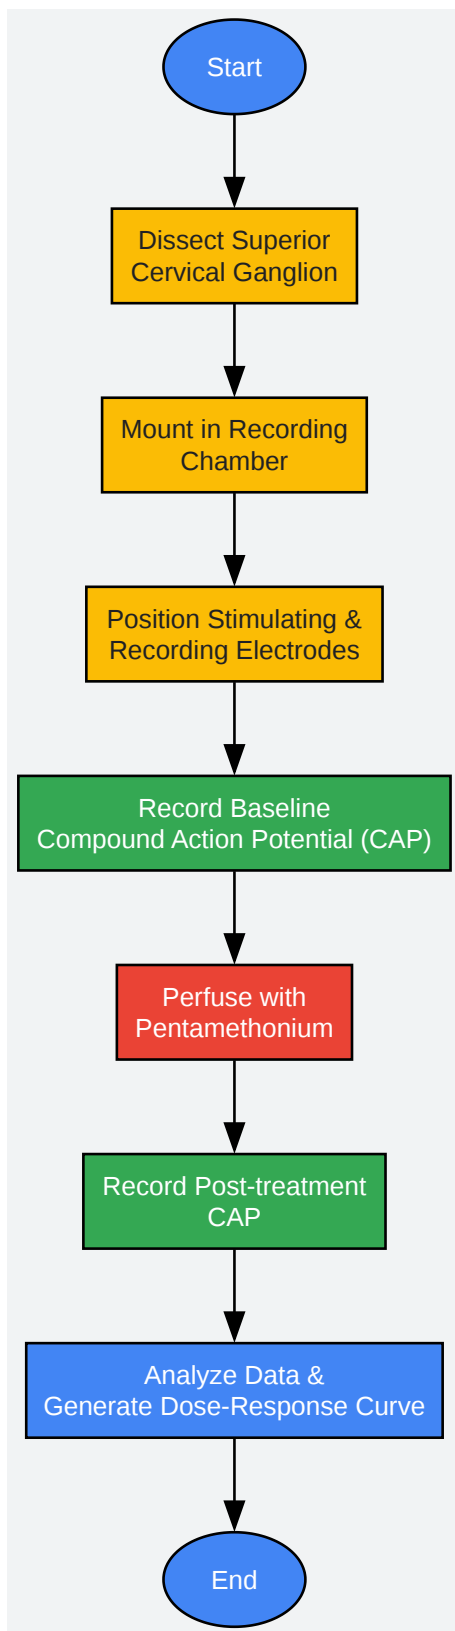 Start
Dissect Superior
Cervical Ganglion
Mount in Recording
Chamber
Position Stimulating &
Recording Electrodes
Record Baseline
Compound Action Potential (CAP)
Perfuse with
Pentamethonium
Record Post-treatment
CAP
Analyze Data &
Generate Dose-Response Curve
End